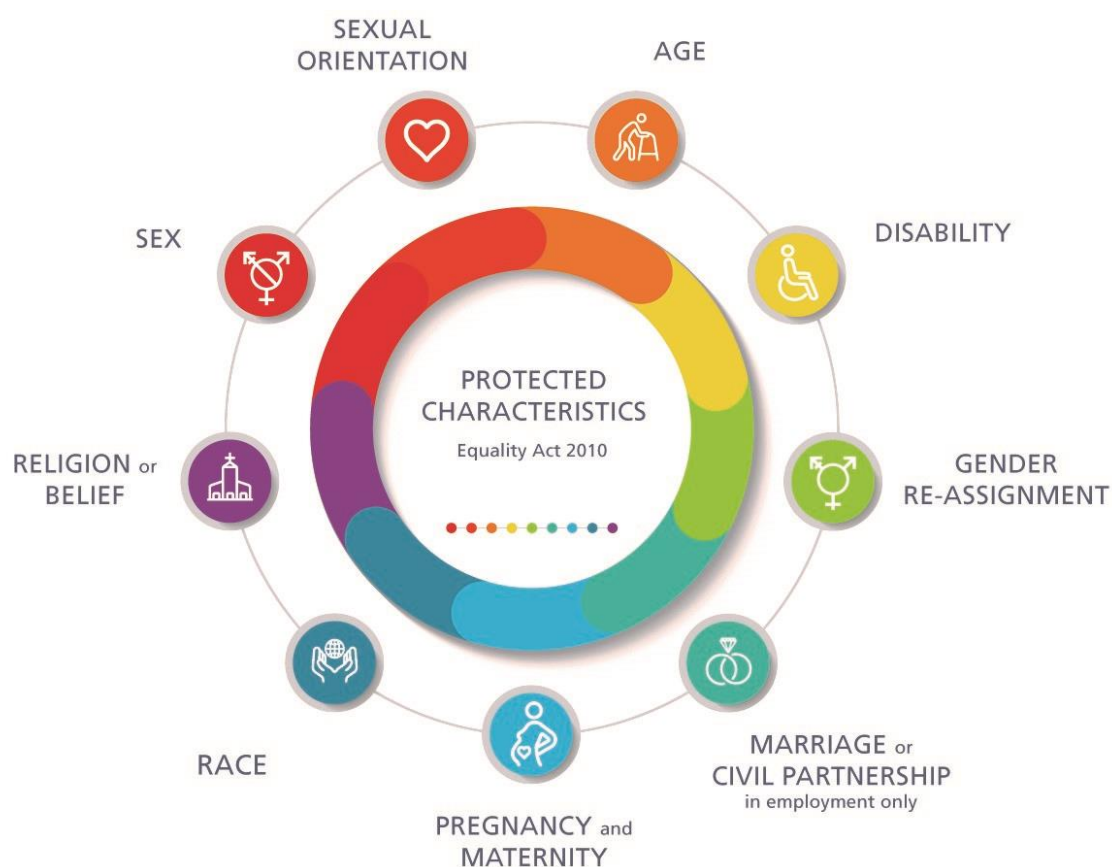 SEXUAL
ORIENTATION
AGE
SEX
DISABILITY
PROTECTED
CHARACTERISTICS
Equality Act 2010
RELIGION or
BELIEF
GENDER
RE-ASSIGNMENT
RACE
MARRIAGE or
CIVIL PARTNERSHIP
in employment only
PREGNANCY and
MATERNITY